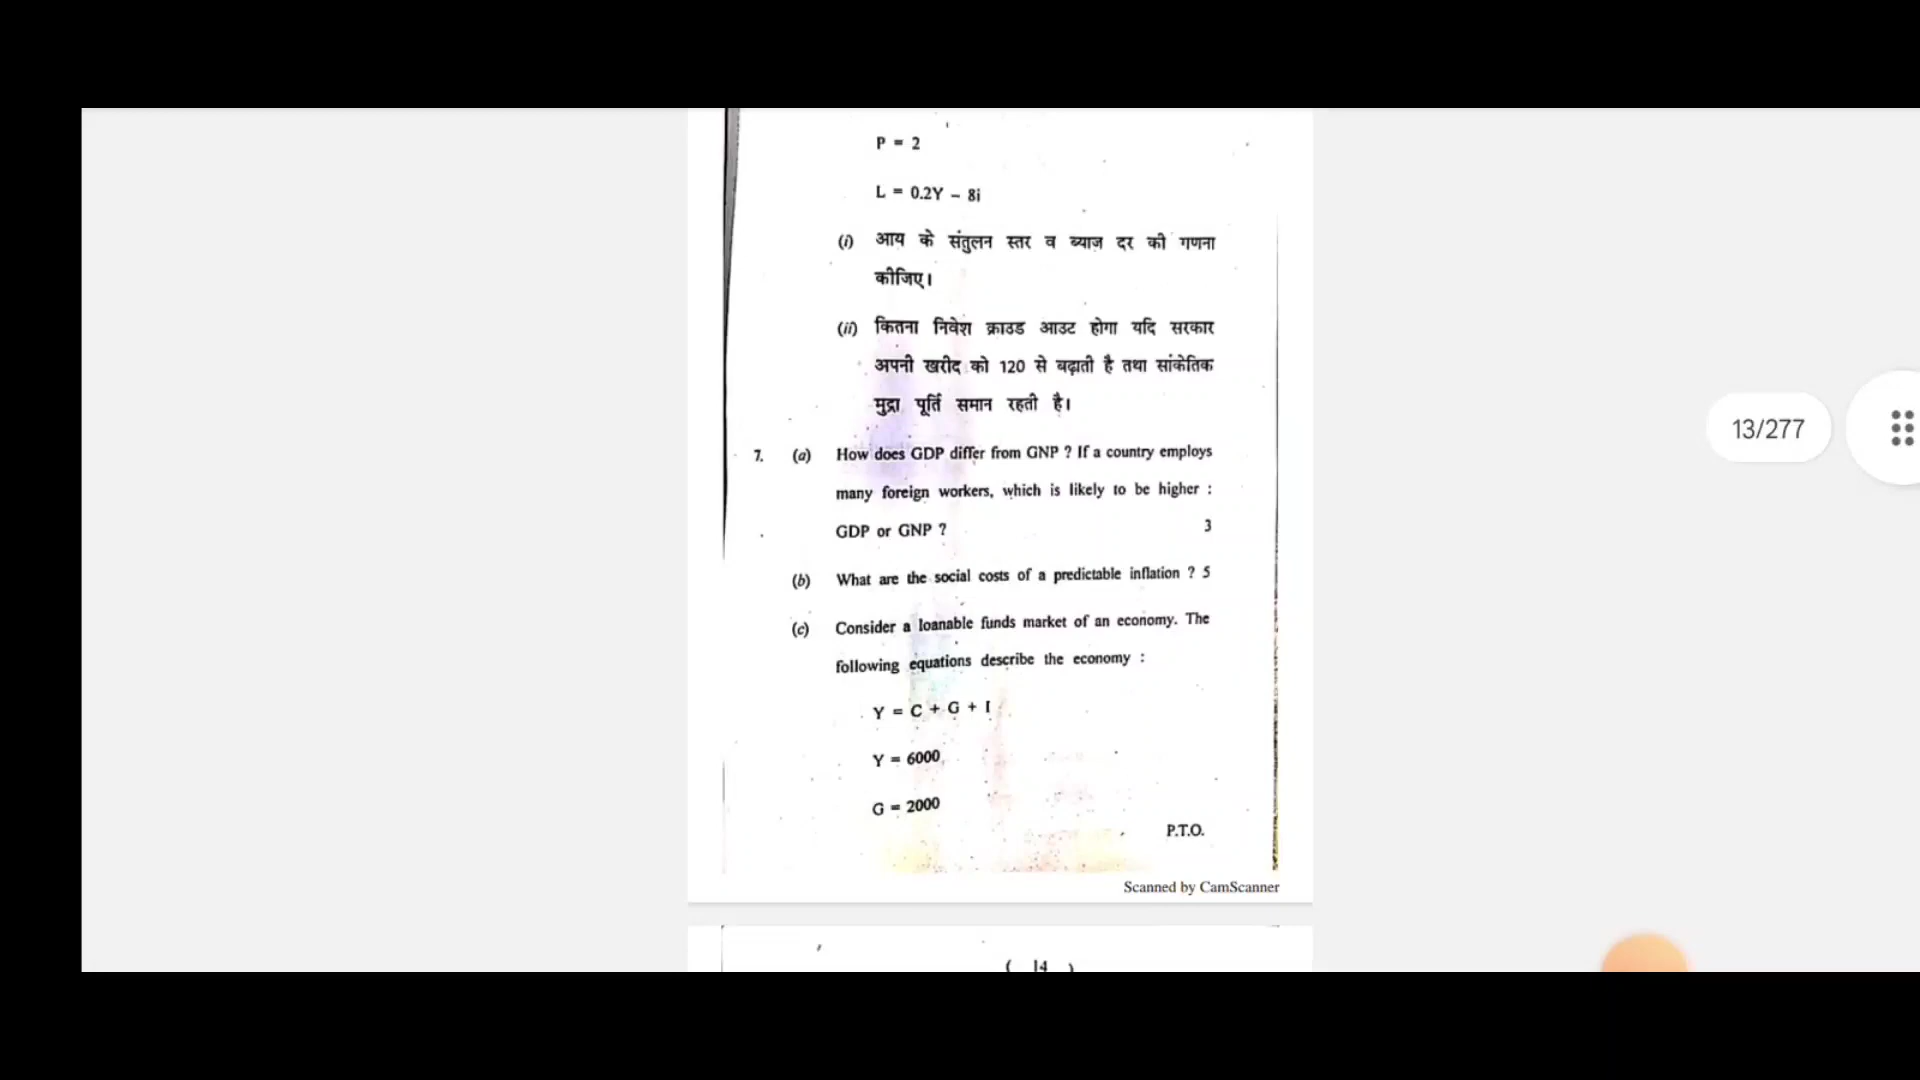 P = 2
L = 0.2Y – 8i
(i) आय के संतुलन स्तर व ब्याज दर की गणना
कीजिए।
(ii) कितना निवेश क्राउड आउट होगा यदि सरकार
अपनी खरीद को 120 से बढ़ाती है तथा सांकेतिक
मुद्रा पूर्ति समान रहती है।
7. (a) How does GDP differ from GNP ? If a country employs
many foreign workers, which is likely to be higher :
GDP or GNP ? 3
(b) What are the social costs of a predictable inflation ? 5
(c) Consider a loanable funds market of an economy. The
following equations describe the economy :
Y = C + G + I
Y = 6000
G = 2000
P.T.O.
Scanned by CamScanner
( 14 )
13/277